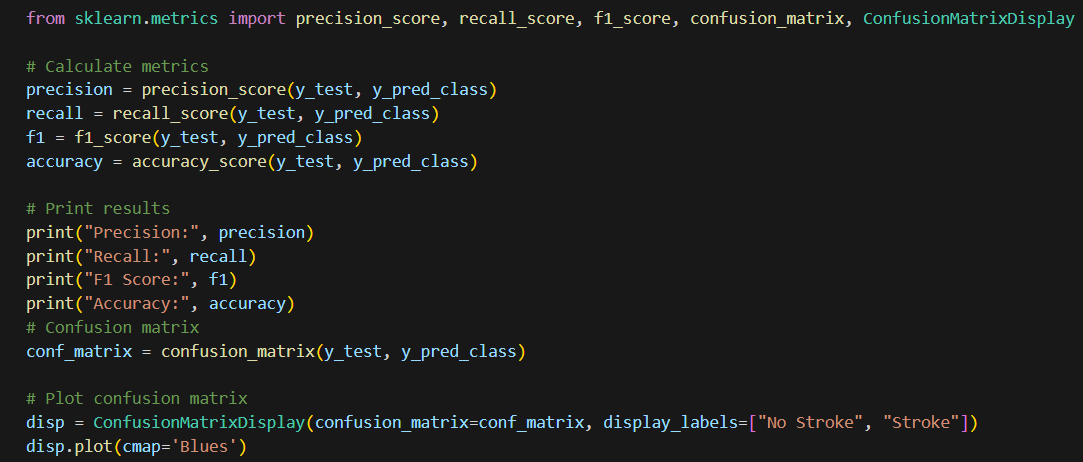 from sklearn.metrics import precision_score, recall_score, f1_score, confusion_matrix, ConfusionMatrixDisplay
# Calculate metrics
precision = precision_score(y_test, y_pred_class)
recall = recall_score(y_test, y_pred_class)
f1 = f1_score(y_test, y_pred_class)
accuracy = accuracy_score(y_test, y_pred_class)
# Print results
print("Precision:", precision)
print("Recall:", recall)
print("F1 Score:", f1)
print("Accuracy:", accuracy)
# Confusion matrix
conf_matrix = confusion_matrix(y_test, y_pred_class)
# Plot confusion matrix
disp = ConfusionMatrixDisplay(confusion_matrix=conf_matrix, display_labels=["No Stroke", "Stroke"])
disp.plot(cmap='Blues')